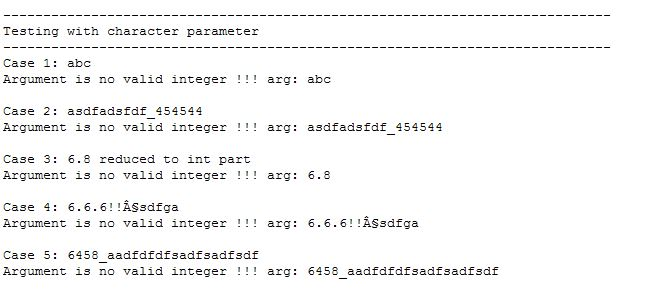 ---------------------------------------------------------------------------
Testing with character parameter
---------------------------------------------------------------------------
Case 1: abc
Argument is no valid integer !!! arg: abc
Case 2: asdfadsfdf_454544
Argument is no valid integer !!! arg: asdfadsfdf_454544
Case 3: 6.8 reduced to int part
Argument is no valid integer !!! arg: 6.8
Case 4: 6.6.6!!Â§sdfga
Argument is no valid integer !!! arg: 6.6.6!!Â§sdfga
Case 5: 6458_aadfdfdfsadfsadfsdf
Argument is no valid integer !!! arg: 6458_aadfdfdfsadfsadfsdf